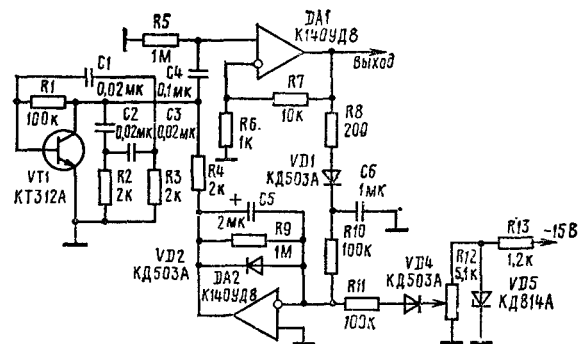 R5
1М
DA1
К140УД8
Выход
C1
0,02мк
C4
0,1мк
R1
100к
C2
0,02мк
C3
0,02мк
R7
10к
R6
1к
R8
200
VT1
КТ312А
R2
2к
R3
2к
R4
2к
VD1
КД503А
C6
1мк
+
C5
2мк
R9
1М
R10
100к
VD2
КД503А
DA2
К140УД8
VD4
КД503А
R11
100к
R12
5,1к
R13
1,2к
-15В
VD5
КД814А